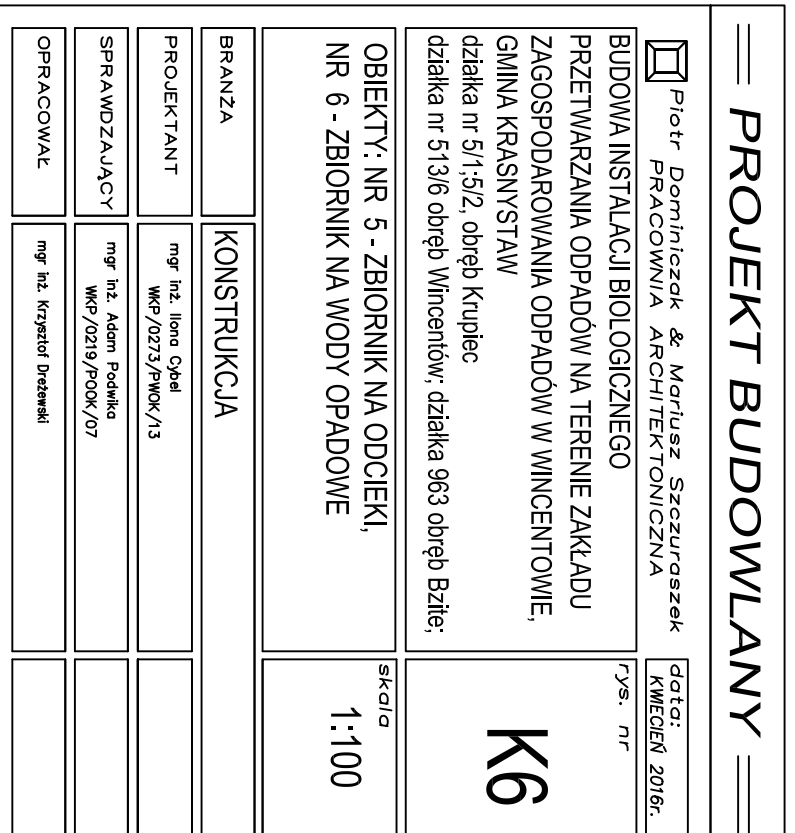 PROJEKT BUDOWLANY
Piotr Dominiczak & Mariusz Szczuraszek
PRACOWNIA ARCHITEKTONICZNA
data:
KWIECIEŃ 2016r.
BUDOWA INSTALACJI BIOLOGICZNEGO
PRZETWARZANIA ODPADÓW NA TERENIE ZAKŁADU
ZAGOSPODAROWANIA ODPADÓW W WINCENTOWIE,
GMINA KRASNYSTAW
działka nr 5/1;5/2, obręb Krupiec
działka nr 513/6 obręb Wincentów; działka 963 obręb Bzite;
rys. nr
K6
OBIEKTY: NR 5 - ZBIORNIK NA ODCIEKI,
NR 6 - ZBIORNIK NA WODY OPADOWE
skala
1:100
BRANŻA
KONSTRUKCJA
PROJEKTANT
mgr inż. Ilona Cybel
WKP/0273/PWOK/13
SPRAWDZAJĄCY
mgr inż. Adam Podwika
WKP/0219/POOK/07
OPRACOWAŁ
mgr inż. Krzysztof Dreżewski